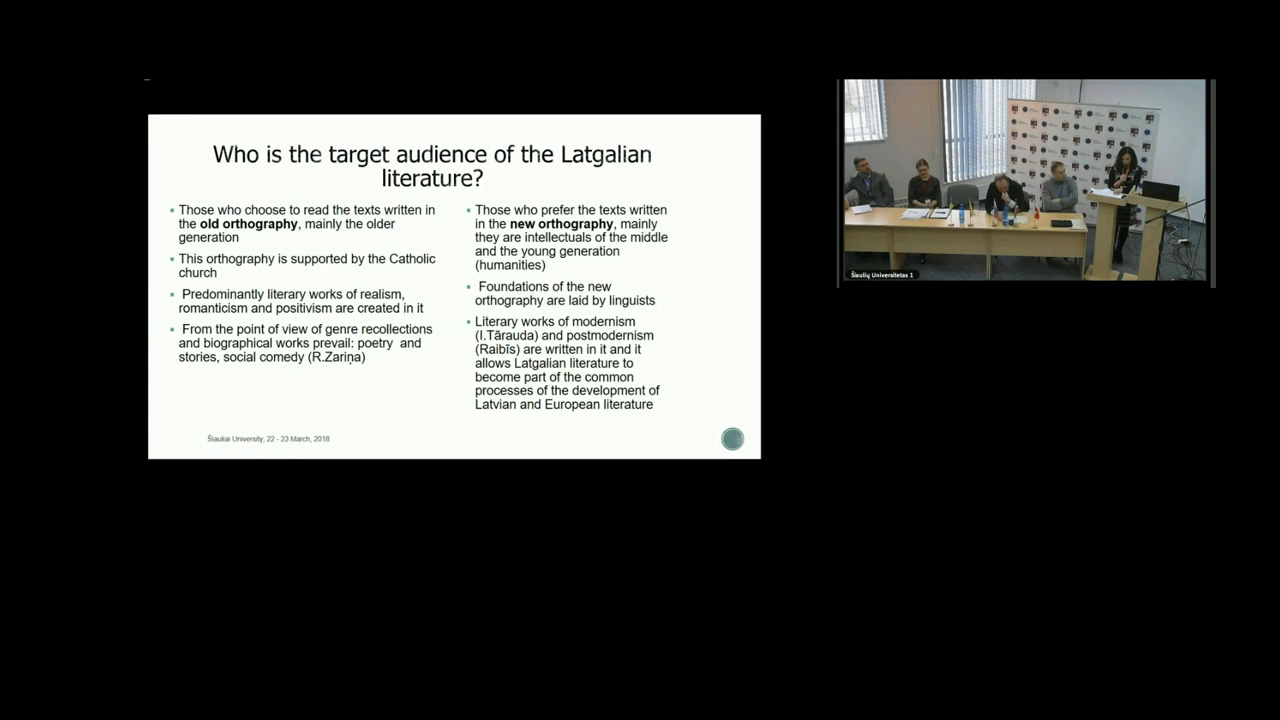 Who is the target audience of the Latgalian
literature?
Those who choose to read the texts written in
the old orthography, mainly the older
generation
This orthography is supported by the Catholic
church
Predominantly literary works of realism,
romanticism and positivism are created in it
From the point of view of genre recollections
and biographical works prevail: poetry and
stories, social comedy (R.Zariņa)
Those who prefer the texts written
in the new orthography, mainly
they are intellectuals of the middle
and the young generation
(humanities)
Foundations of the new
orthography are laid by linguists
Literary works of modernism
(I.Tārauda) and postmodernism
(Raibīs) are written in it and it
allows Latgalian literature to
become part of the common
processes of the development of
Latvian and European literature
Šiauliai University, 22 - 23 March, 2018
Šiaulių Universitetas 1